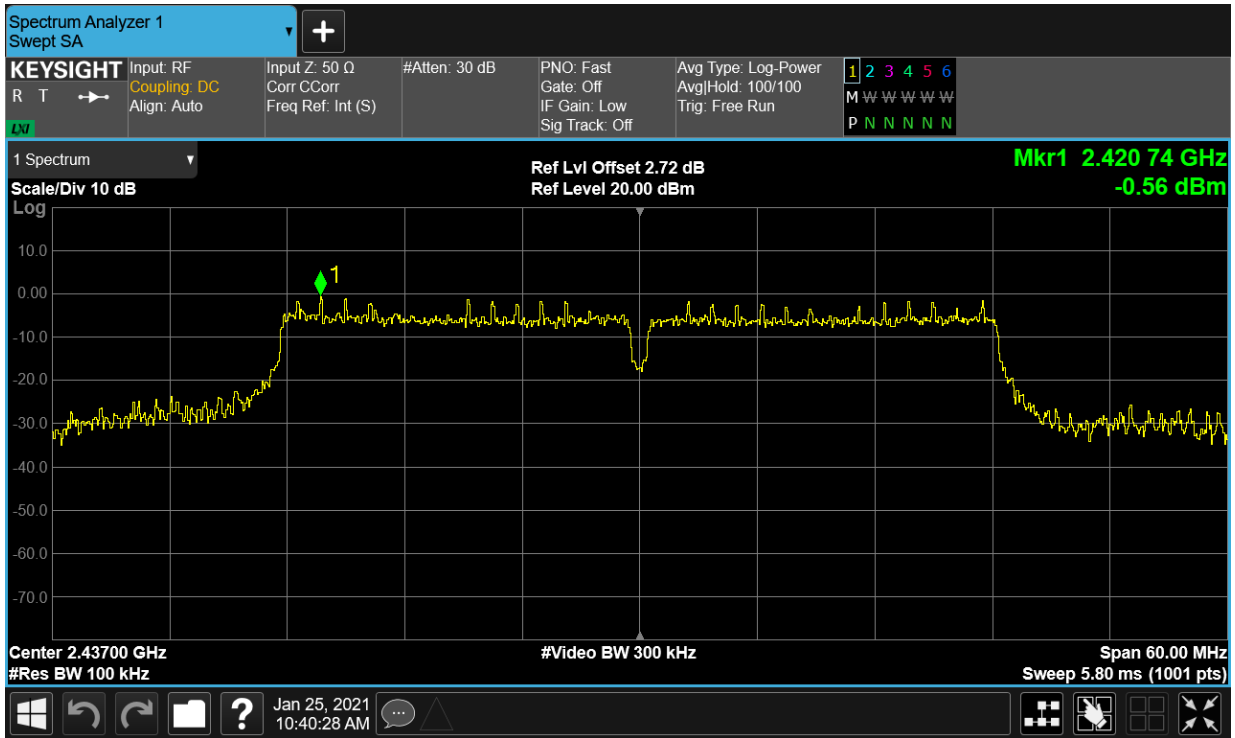 Spectrum Analyzer 1
Swept SA
KEYSIGHT
R T
LXI
Input: RF
Coupling: DC
Align: Auto
Input Z: 50 Ω
Corr CCorr
Freq Ref: Int (S)
#Atten: 30 dB
PNO: Fast
Gate: Off
IF Gain: Low
Sig Track: Off
Avg Type: Log-Power
Avg|Hold: 100/100
Trig: Free Run
1 2 3 4 5 6
M W W W W W
P N N N N N
1 Spectrum
Scale/Div 10 dB
Log
Ref Lvl Offset 2.72 dB
Ref Level 20.00 dBm
Mkr1 2.420 74 GHz
-0.56 dBm
1
10.0
0.00
-10.0
-20.0
-30.0
-40.0
-50.0
-60.0
-70.0
Center 2.43700 GHz
#Res BW 100 kHz
#Video BW 300 kHz
Span 60.00 MHz
Sweep 5.80 ms (1001 pts)
?
Jan 25, 2021
10:40:28 AM